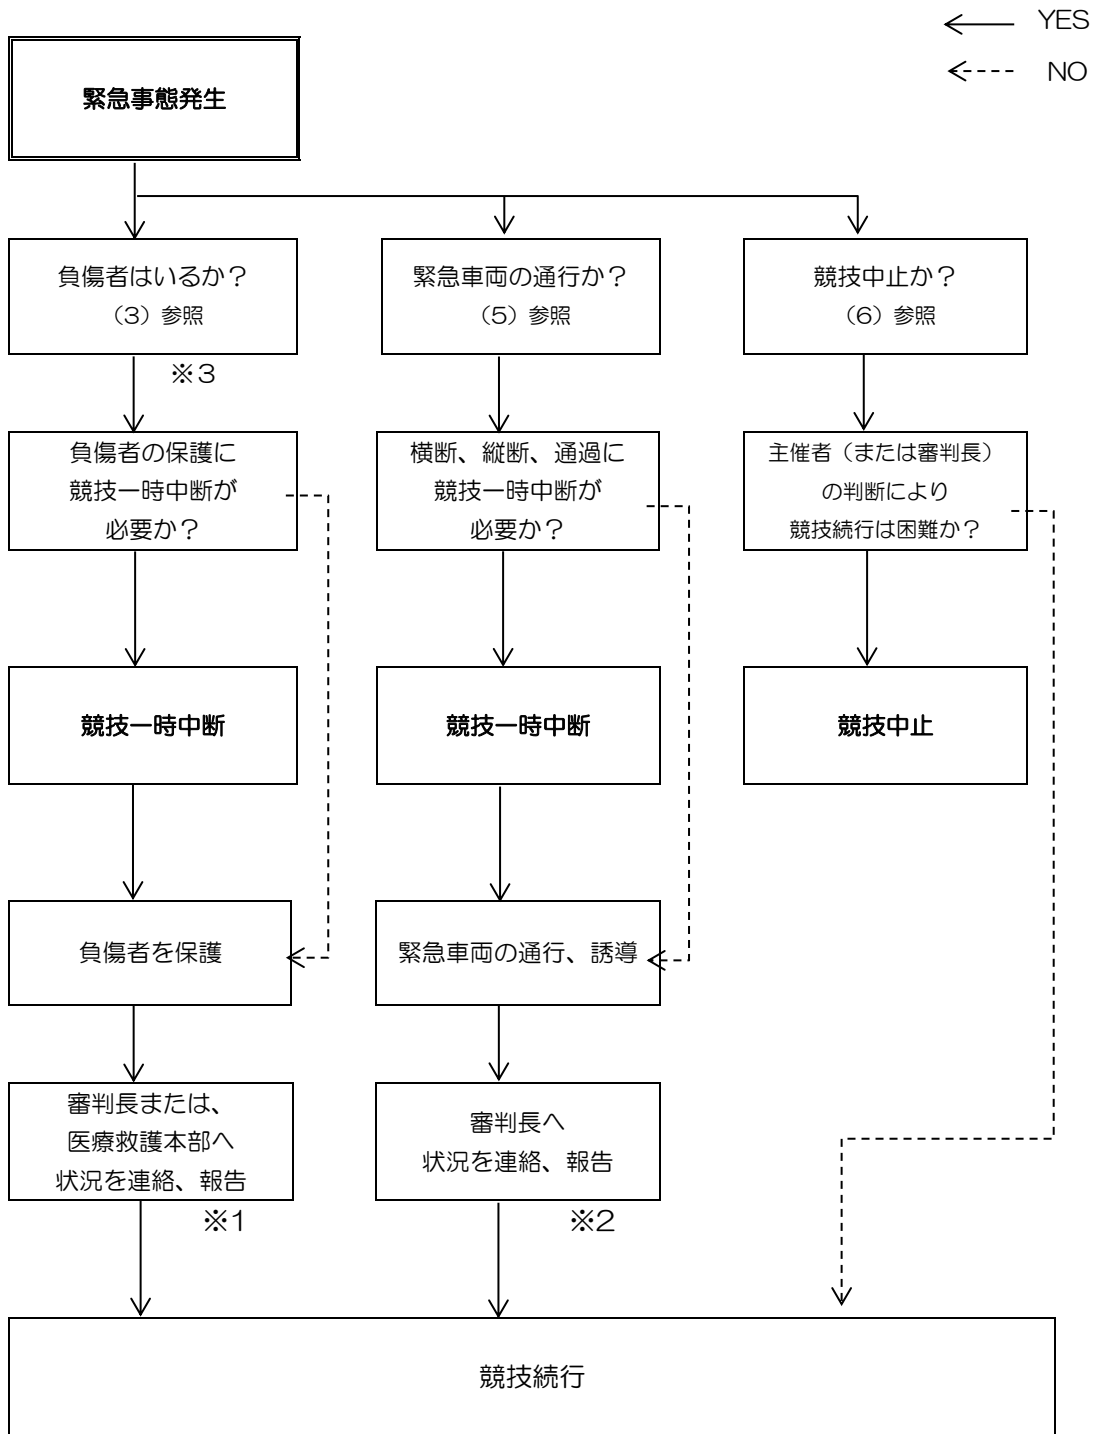 YES
NO
緊急事態発生
負傷者はいるか？
（3）参照
緊急車両の通行か？
（5）参照
競技中止か？
（6）参照
※3
負傷者の保護に
競技一時中断が
必要か？
横断、縦断、通過に
競技一時中断が
必要か？
主催者（または審判長）
の判断により
競技続行は困難か？
競技一時中断
競技一時中断
競技中止
負傷者を保護
緊急車両の通行、誘導
審判長または、
医療救護本部へ
状況を連絡、報告
審判長へ
状況を連絡、報告
※1
※2
競技続行